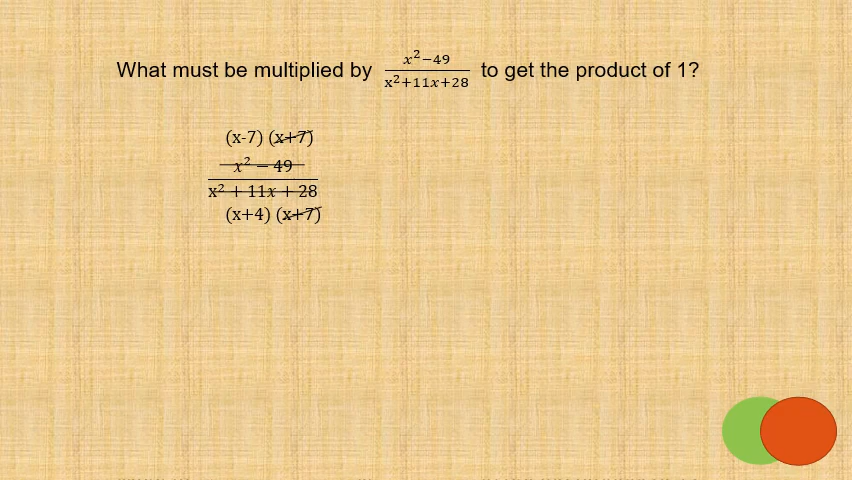 What must be multiplied by x²−49 / x²+11x+28 to get the product of 1?
(x-7) (x+7)
x² − 49
x² + 11x + 28
(x+4) (x+7)